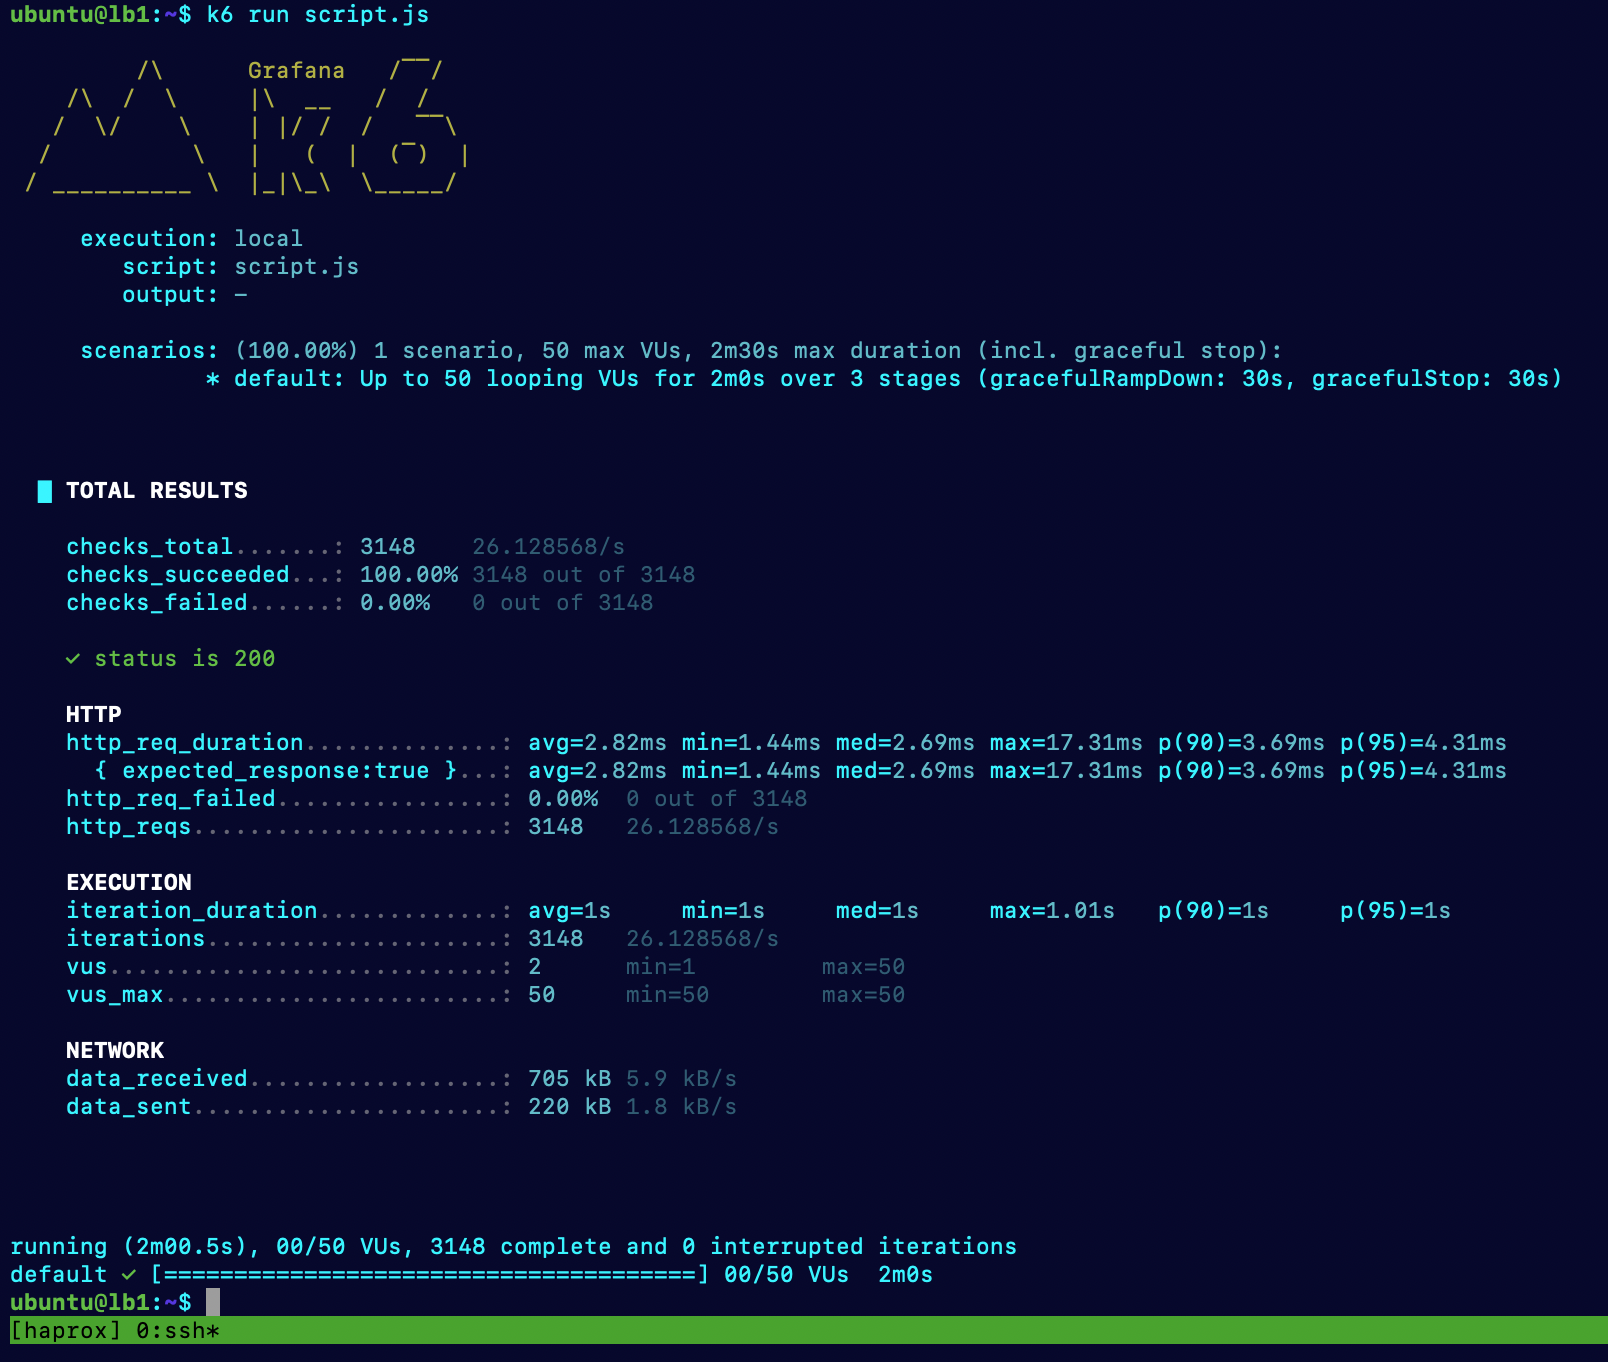 ubuntu@lb1:~$ k6 run script.js
         /\      Grafana   /‾‾/
    /\  /  \     |\  __   /  /
   /  \/    \    | |/ /  /   ‾‾\
  /          \   |   (  |  (‾)  |
 / __________ \  |_|\_\  \_____/
     execution: local
        script: script.js
        output: -
     scenarios: (100.00%) 1 scenario, 50 max VUs, 2m30s max duration (incl. graceful stop):
              * default: Up to 50 looping VUs for 2m0s over 3 stages (gracefulRampDown: 30s, gracefulStop: 30s)
  █ TOTAL RESULTS
    checks_total.......: 3148    26.128568/s
    checks_succeeded...: 100.00% 3148 out of 3148
    checks_failed......: 0.00%   0 out of 3148
    ✓ status is 200
    HTTP
    http_req_duration..............: avg=2.82ms min=1.44ms med=2.69ms max=17.31ms p(90)=3.69ms p(95)=4.31ms
      { expected_response:true }...: avg=2.82ms min=1.44ms med=2.69ms max=17.31ms p(90)=3.69ms p(95)=4.31ms
    http_req_failed................: 0.00%  0 out of 3148
    http_reqs......................: 3148   26.128568/s
    EXECUTION
    iteration_duration.............: avg=1s     min=1s     med=1s     max=1.01s   p(90)=1s     p(95)=1s
    iterations.....................: 3148   26.128568/s
    vus............................: 2      min=1         max=50
    vus_max........................: 50     min=50        max=50
    NETWORK
    data_received..................: 705 kB 5.9 kB/s
    data_sent......................: 220 kB 1.8 kB/s
running (2m00.5s), 00/50 VUs, 3148 complete and 0 interrupted iterations
default ✓ [======================================] 00/50 VUs  2m0s
ubuntu@lb1:~$
[haprox] 0:ssh*